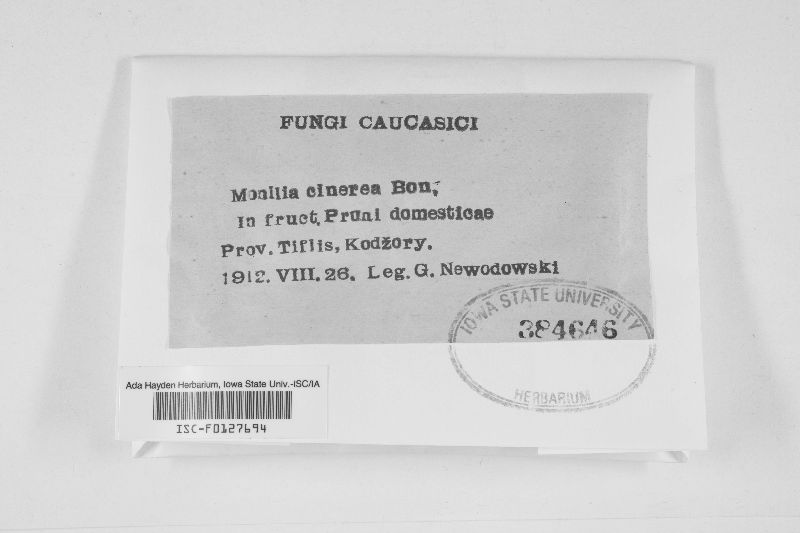 FUNGI CAUCASICI
Monilia cinerea Bon.
In fruct. Pruni domesticae
Prov. Tiflis, Kodžory.
1912. VIII. 26. Leg. G. Newodowski
IOWA STATE UNIVERSITY
384646
HERBARIUM
Ada Hayden Herbarium, Iowa State Univ.-ISC/IA
ISC-F0127694